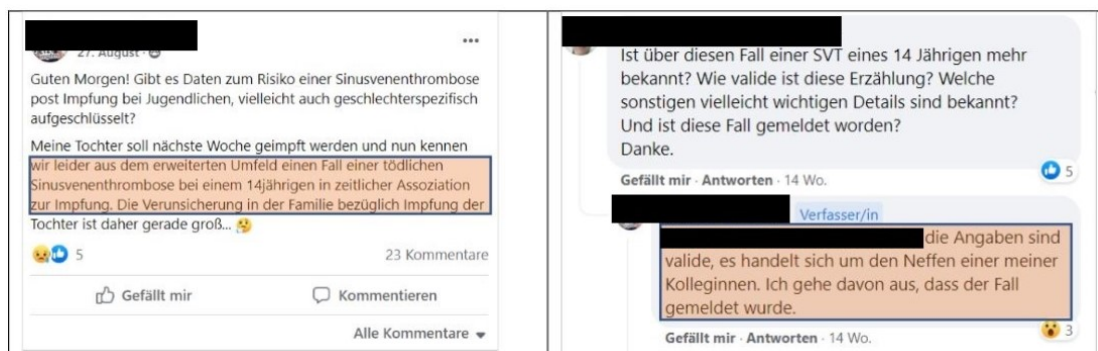 27. August
Guten Morgen! Gibt es Daten zum Risiko einer Sinusvenenthrombose
post Impfung bei Jugendlichen, vielleicht auch geschlechterspezifisch
aufgeschlüsselt?
Meine Tochter soll nächste Woche geimpft werden und nun kennen
wir leider aus dem erweiterten Umfeld einen Fall einer tödlichen
Sinusvenenthrombose bei einem 14jährigen in zeitlicher Assoziation
zur Impfung. Die Verunsicherung in der Familie bezüglich Impfung der
Tochter ist daher gerade groß...
5
23 Kommentare
Gefällt mir
Kommentieren
Alle Kommentare
Ist über diesen Fall einer SVT eines 14 Jährigen mehr
bekannt? Wie valide ist diese Erzählung? Welche
sonstigen vielleicht wichtigen Details sind bekannt?
Und ist diese Fall gemeldet worden?
Danke.
5
Gefällt mir · Antworten · 14 Wo.
Verfasser/in
die Angaben sind
valide, es handelt sich um den Neffen einer meiner
Kolleginnen. Ich gehe davon aus, dass der Fall
gemeldet wurde.
3
Gefällt mir · Antworten · 14 Wo.